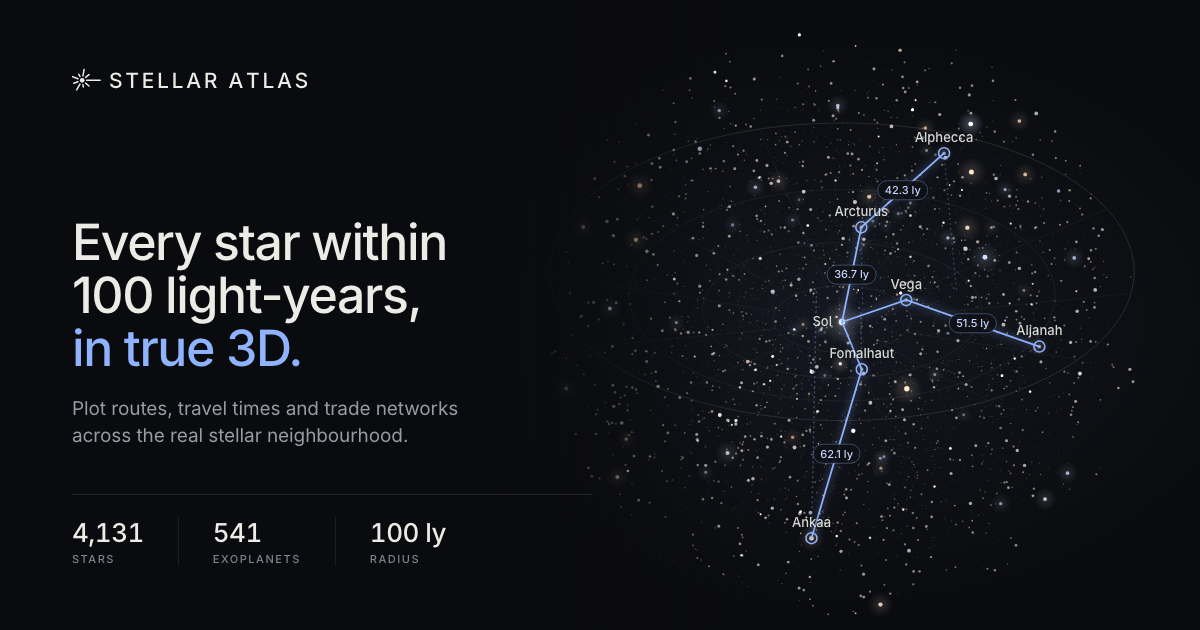 STELLAR ATLAS
Every star within
100 light-years,
in true 3D.
Plot routes, travel times and trade networks
across the real stellar neighbourhood.
4,131
STARS
541
EXOPLANETS
100 ly
RADIUS
Alphecca
42.3 ly
Arcturus
36.7 ly
Vega
Sol
51.5 ly
Aljanah
Fomalhaut
62.1 ly
Ankaa